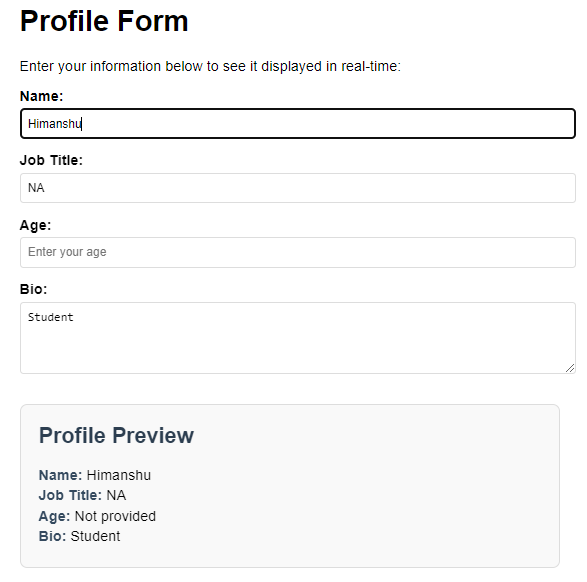 Profile Form
Enter your information below to see it displayed in real-time:
Name:
Himanshu
Job Title:
NA
Age:
Enter your age
Bio:
Student
Profile Preview
Name: Himanshu
Job Title: NA
Age: Not provided
Bio: Student